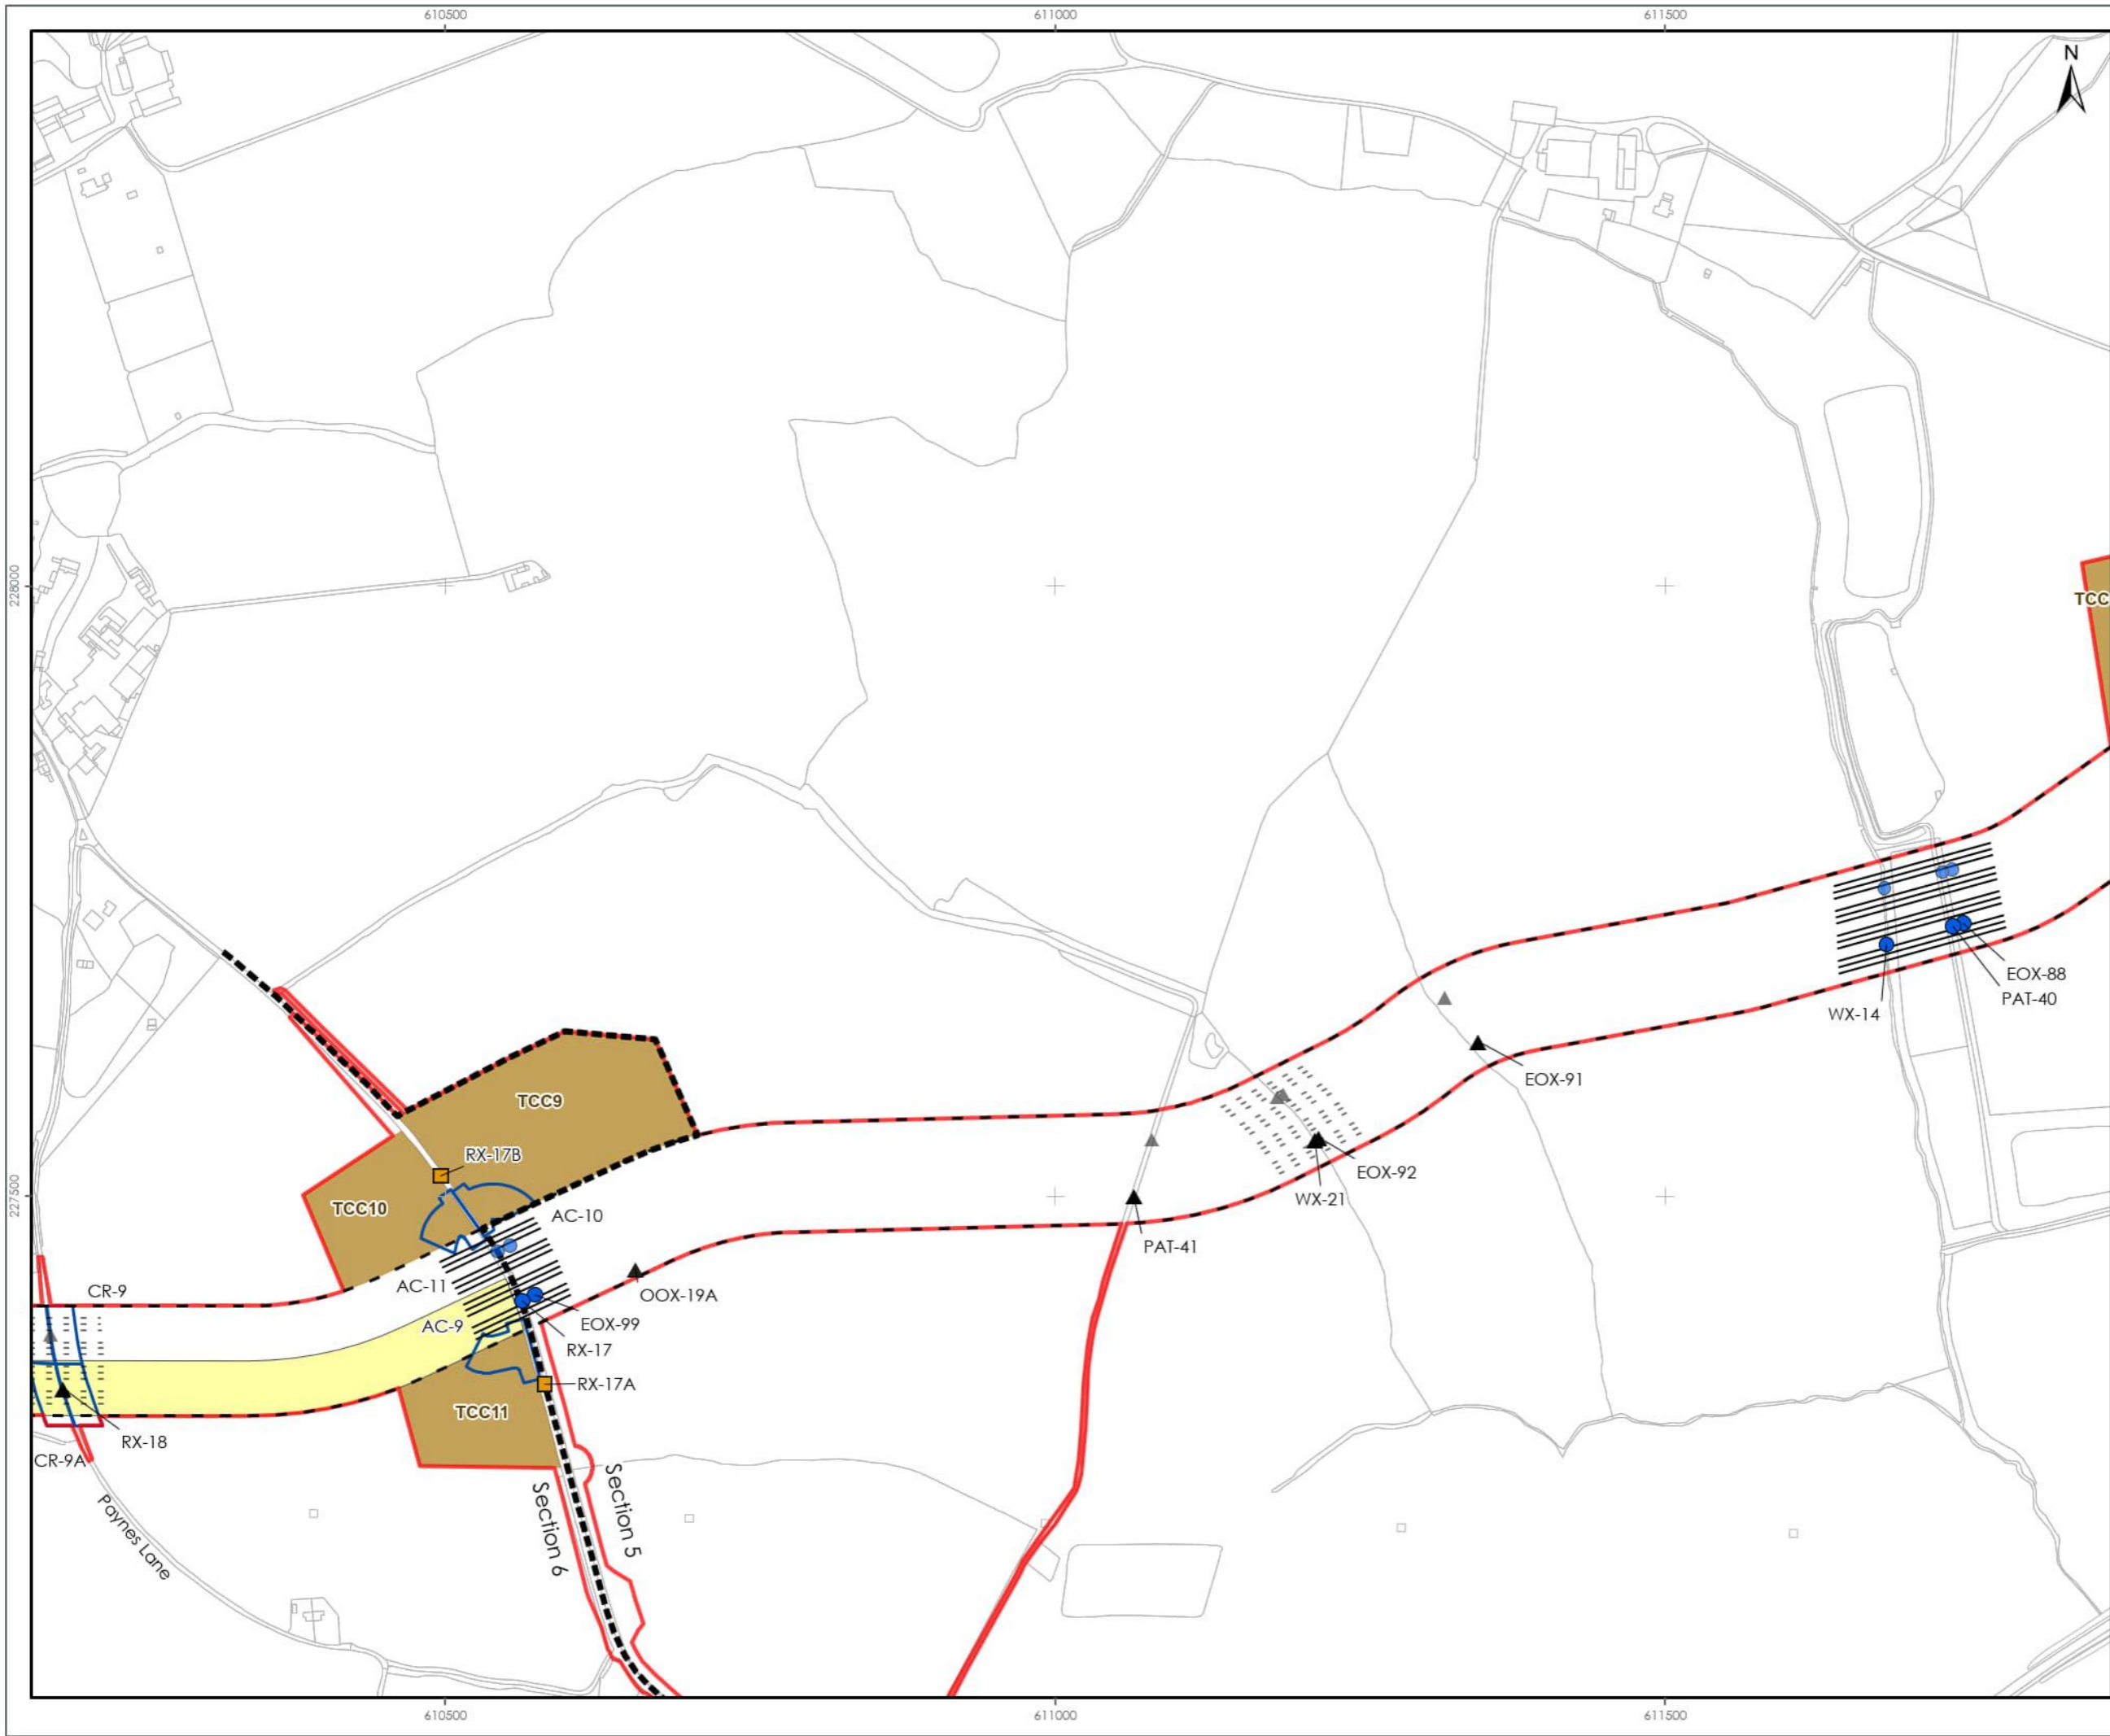 610500
611000
611500
N
228000
TCC
EOX-88
PAT-40
WX-14
EOX-91
TCC9
RX-17B
EOX-92
227500
WX-21
TCC10
AC-10
PAT-41
AC-11
CR-9
OOX-19A
EOX-99
AC-9
RX-17
RX-17A
TCC11
RX-18
CR-9A
Section 5
Section 6
Paynes Lane
610500
611000
611500